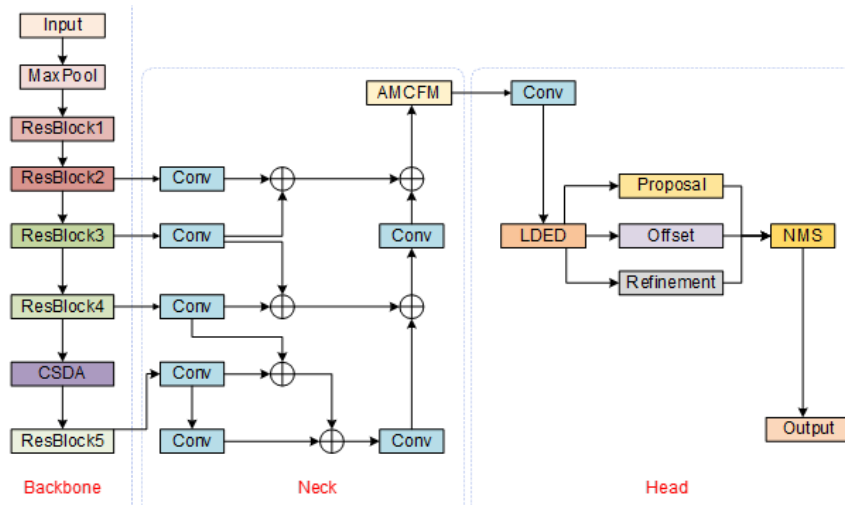 Input
MaxPool
ResBlock1
ResBlock2
ResBlock3
ResBlock4
CSDA
ResBlock5
Backbone
Conv
Conv
Conv
Conv
Conv
Conv
Conv
AMCFM
Neck
Conv
LDED
Proposal
Offset
Refinement
NMS
Output
Head